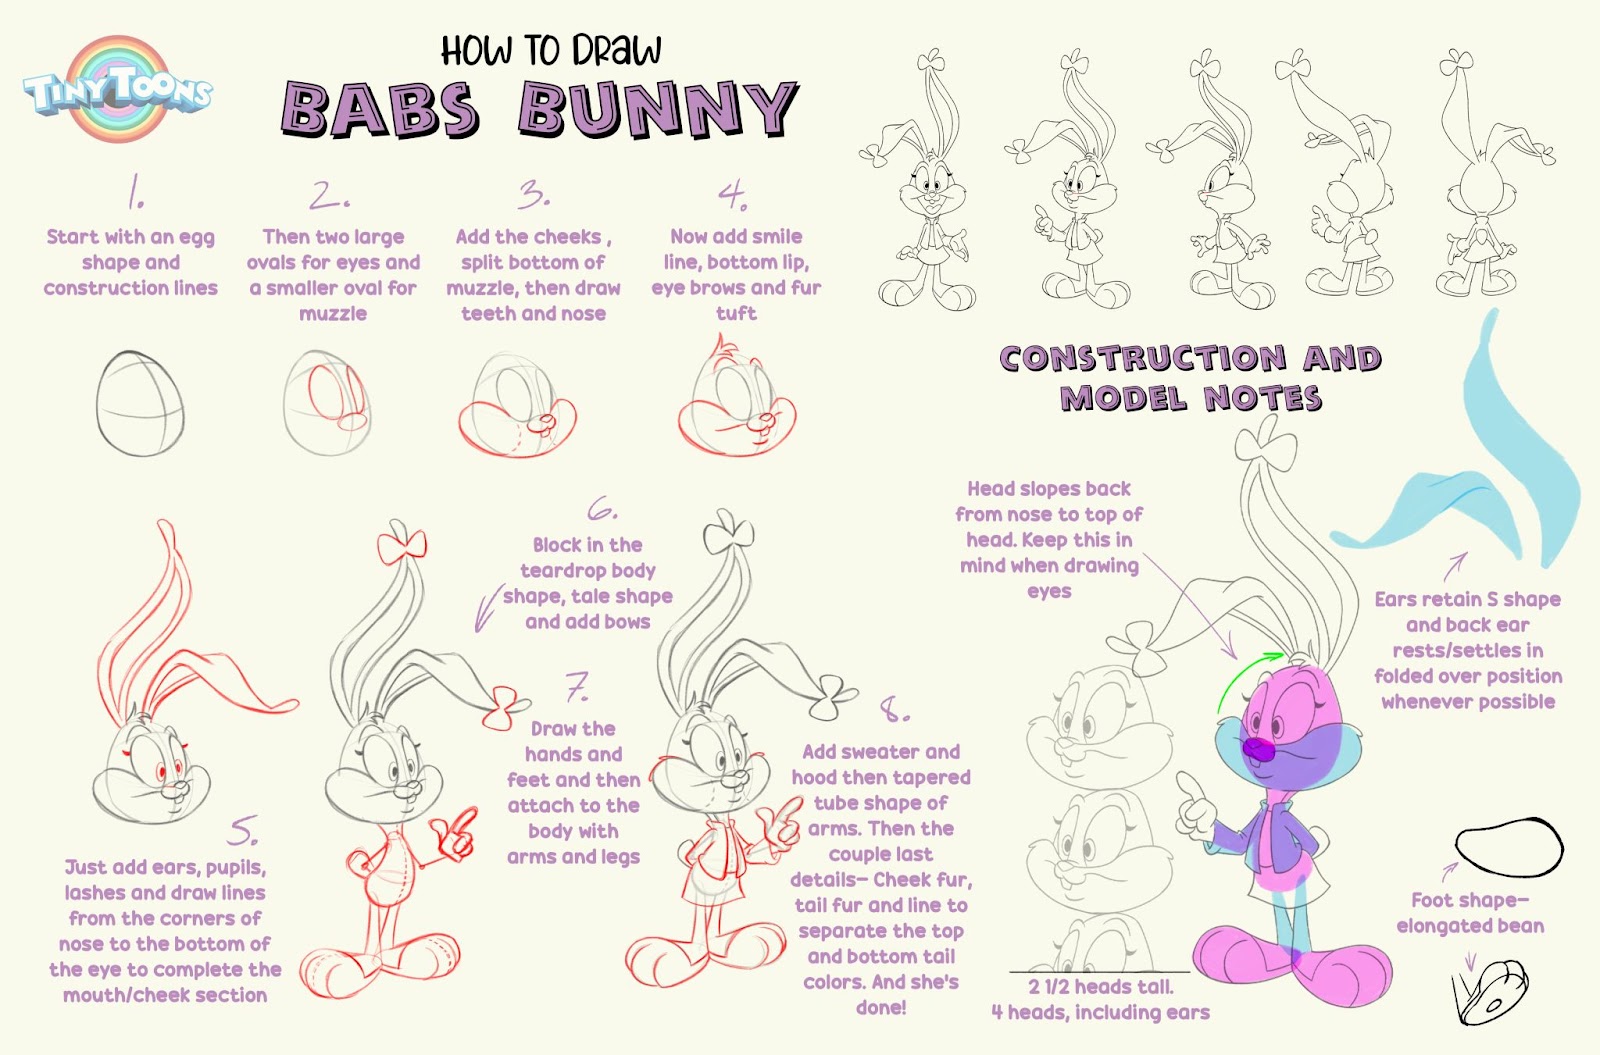 TINY TOONS
HOW TO DRAW
BABS BUNNY
1.
Start with an egg
shape and
construction lines
2.
Then two large
ovals for eyes and
a smaller oval for
muzzle
3.
Add the cheeks ,
split bottom of
muzzle, then draw
teeth and nose
4.
Now add smile
line, bottom lip,
eye brows and fur
tuft
5.
Just add ears, pupils,
lashes and draw lines
from the corners of
nose to the bottom of
the eye to complete the
mouth/cheek section
6.
Block in the
teardrop body
shape, tale shape
and add bows
7.
Draw the
hands and
feet and then
attach to the
body with
arms and legs
8.
Add sweater and
hood then tapered
tube shape of
arms. Then the
couple last
details- Cheek fur,
tail fur and line to
separate the top
and bottom tail
colors. And she's
done!
CONSTRUCTION AND
MODEL NOTES
Head slopes back
from nose to top of
head. Keep this in
mind when drawing
eyes
Ears retain S shape
and back ear
rests/settles in
folded over position
whenever possible
Foot shape-
elongated bean
2 1/2 heads tall.
4 heads, including ears